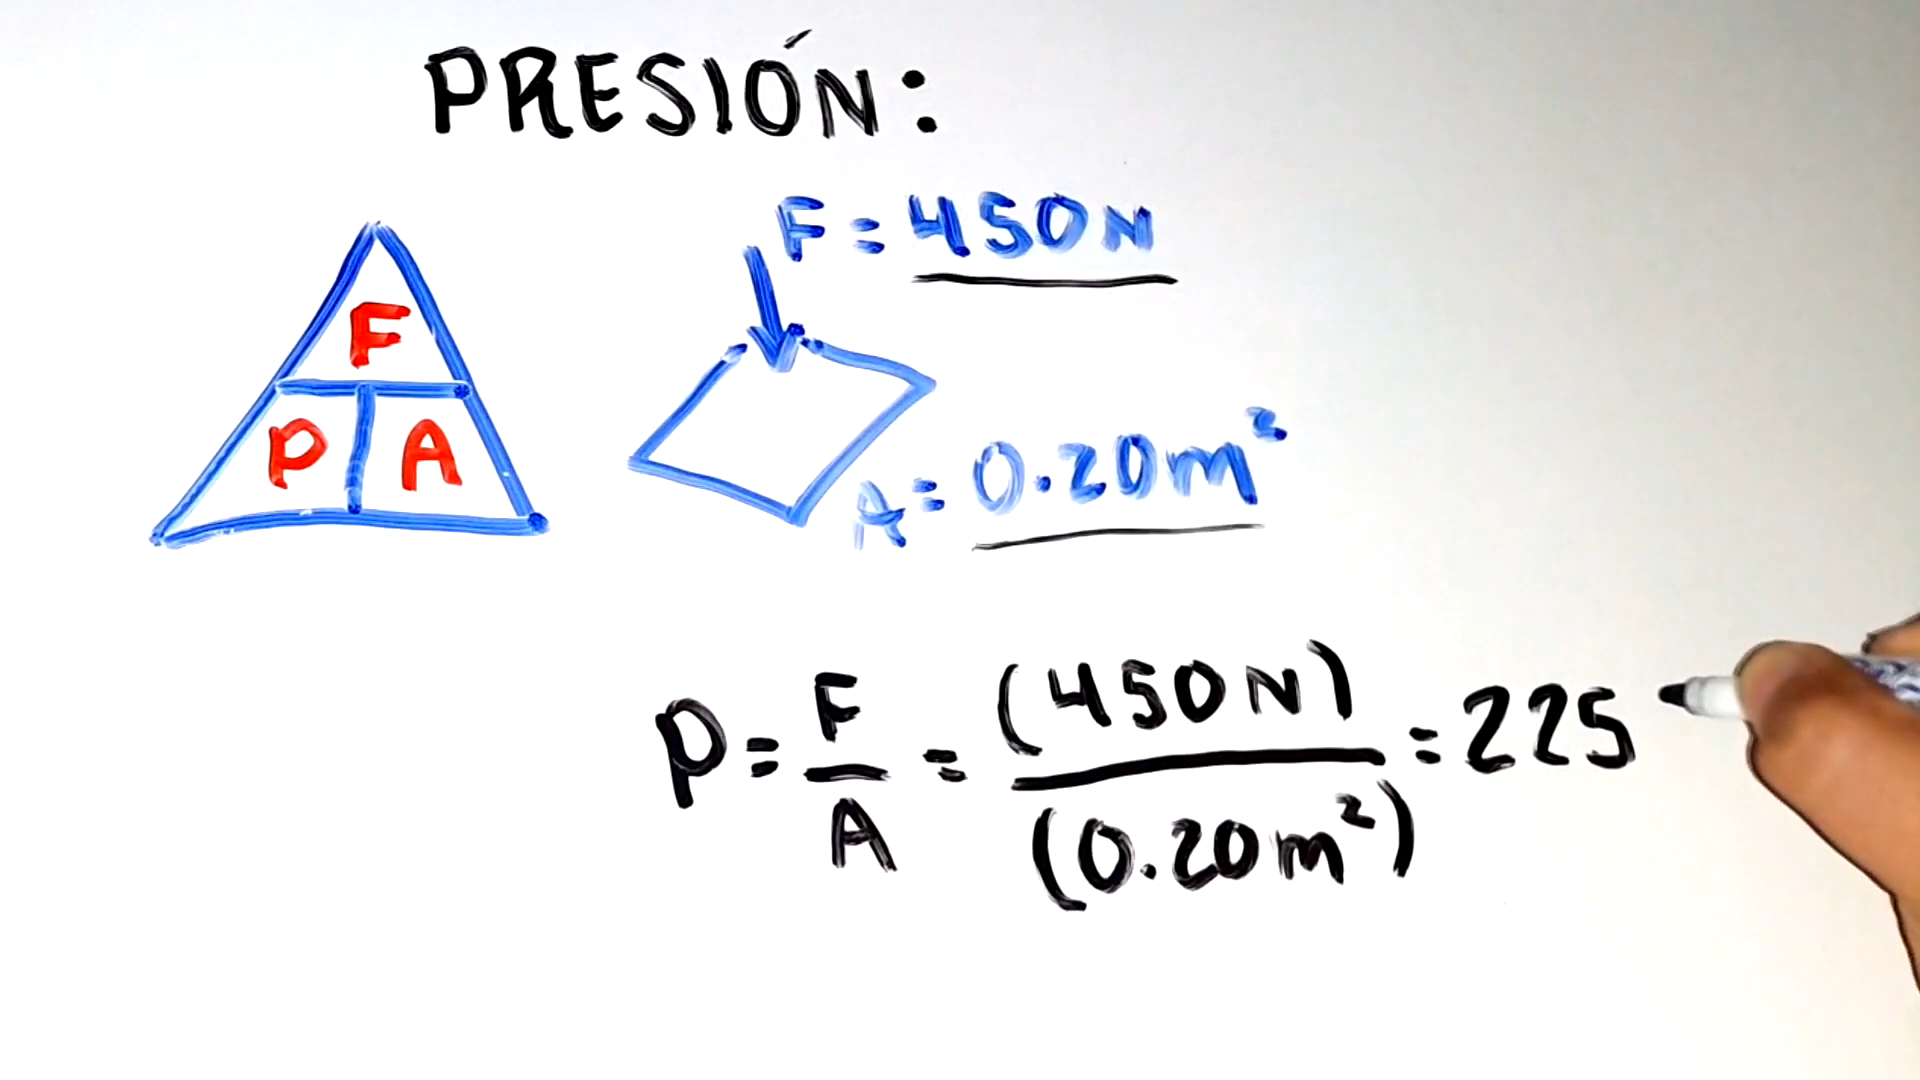 PRESIÓN:
F = 450N
F
P A
A = 0.20m²
P = F/A = (450N)/(0.20m²) = 225